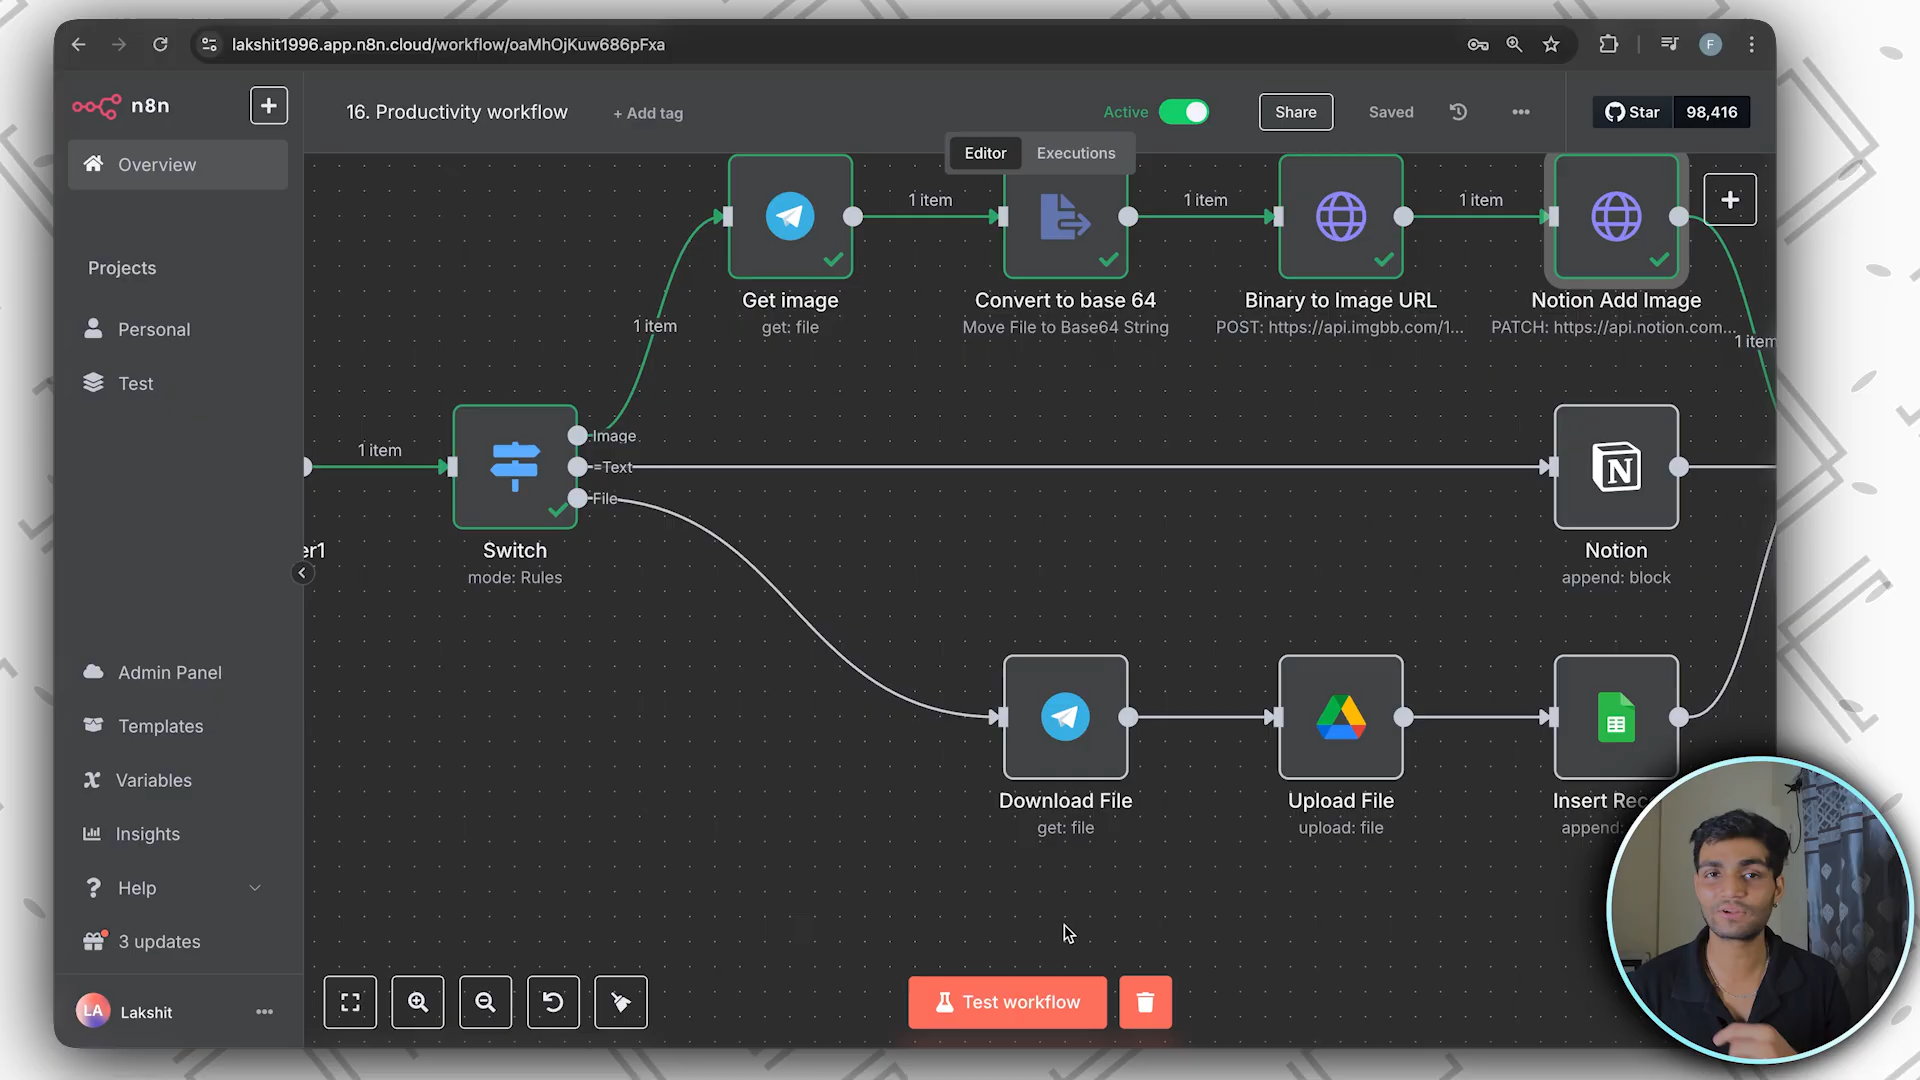 lakshit1996.app.n8n.cloud/workflow/oaMhOjKuw686pFxa
F
n8n
16. Productivity workflow
+ Add tag
Active
Share
Saved
Star
98,416
Editor
Executions
Overview
Projects
Personal
Test
Admin Panel
Templates
Variables
Insights
Help
3 updates
LA
Lakshit
1 item
1 item
1 item
Get image
get: file
Convert to base 64
Move File to Base64 String
Binary to Image URL
POST: https://api.imgbb.com/1...
Notion Add Image
PATCH: https://api.notion.com...
1 item
1 item
1 item
Image
=Text
File
er1
Switch
mode: Rules
N
Notion
append: block
Download File
get: file
Upload File
upload: file
Insert Rec
append:
Test workflow